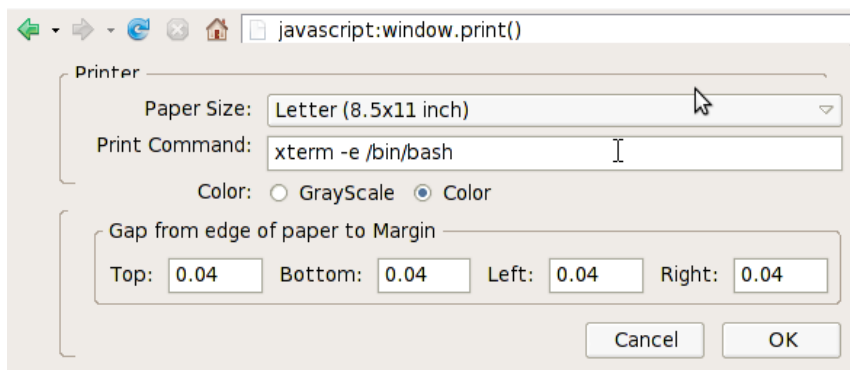 javascript:window.print()
Printer
Paper Size: Letter (8.5x11 inch)
Print Command: xterm -e /bin/bash
Color: GrayScale Color
Gap from edge of paper to Margin
Top: 0.04 Bottom: 0.04 Left: 0.04 Right: 0.04
Cancel OK